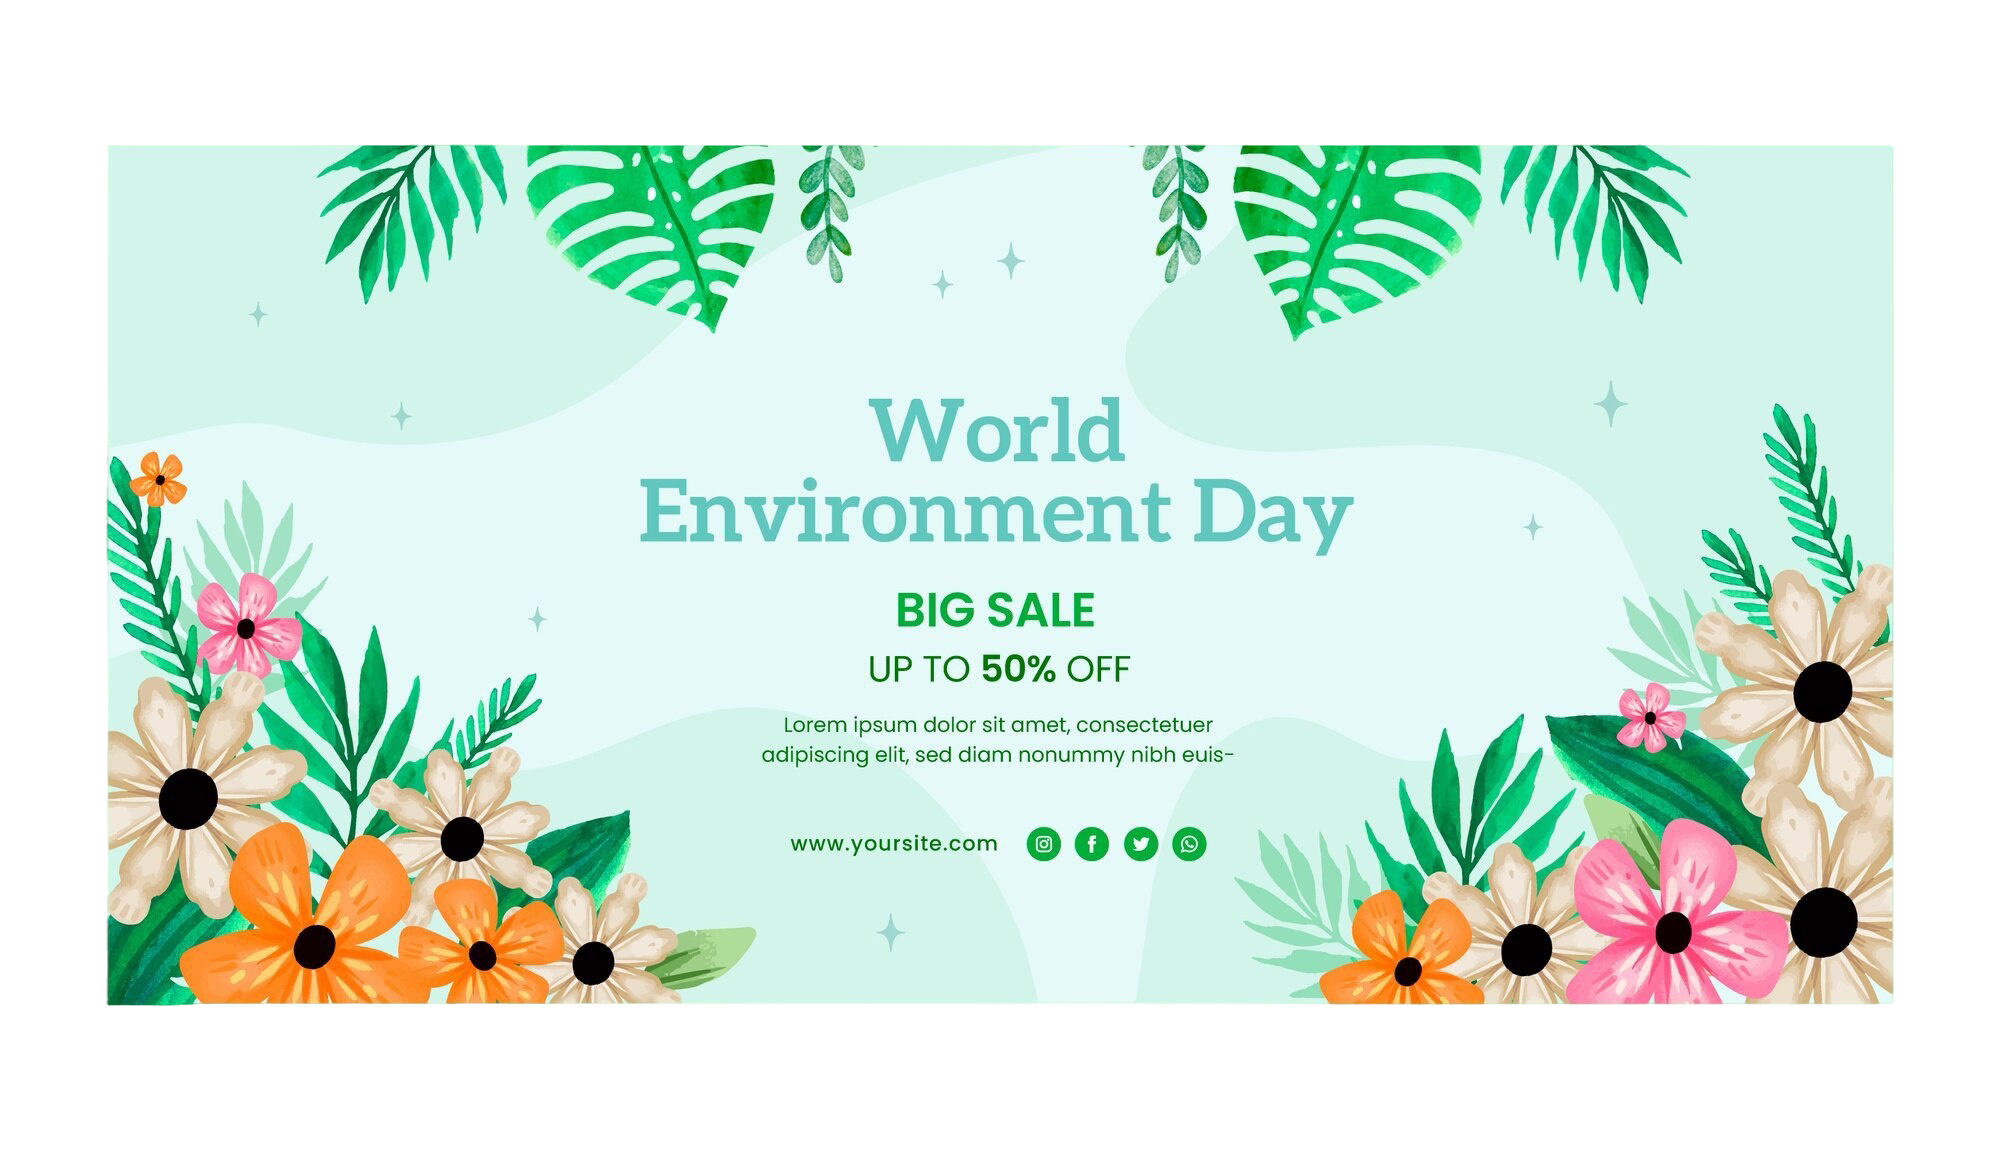 World
Environment Day
BIG SALE
UP TO 50% OFF
Lorem ipsum dolor sit amet, consectetuer
adipiscing elit, sed diam nonummy nibh euis-
www.yoursite.com